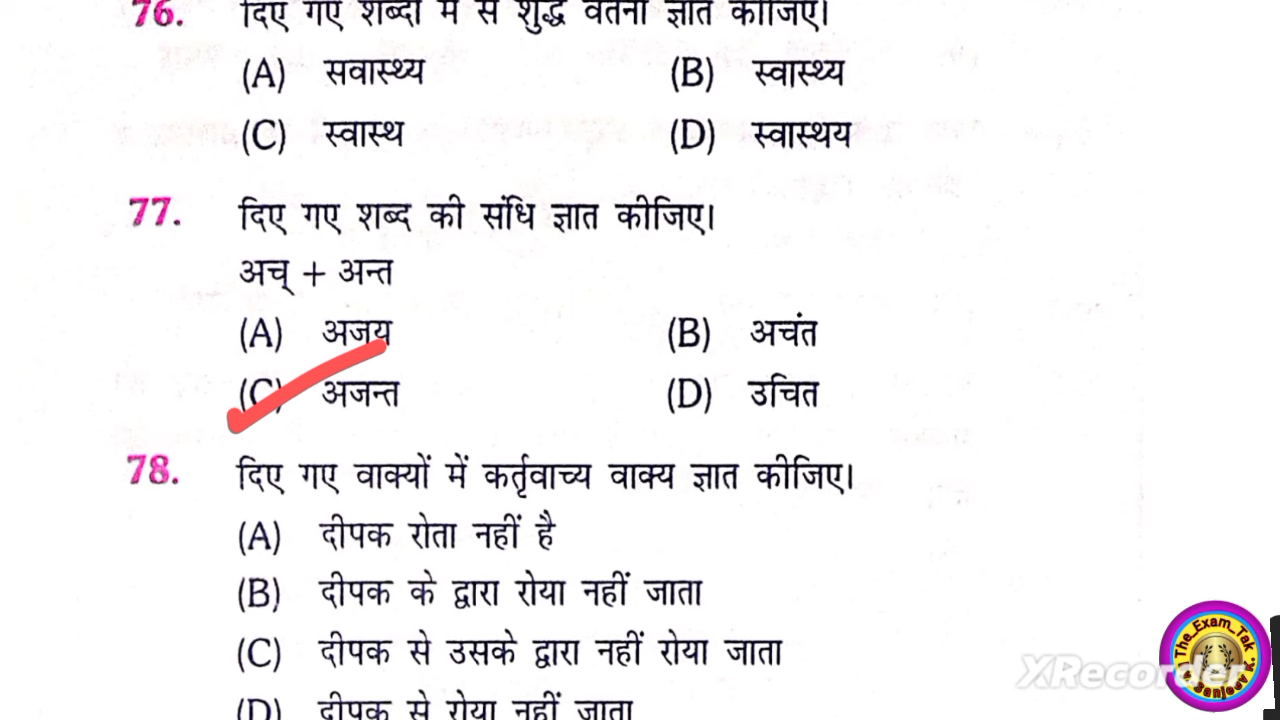 76. दिए गए शब्दों में से शुद्ध वर्तनी ज्ञात कीजिए।
(A) सवास्थ्य (B) स्वास्थ्य
(C) स्वास्थ (D) स्वास्थय
77. दिए गए शब्द की संधि ज्ञात कीजिए।
अच् + अन्त
(A) अजय (B) अचंत
(C) अजन्त (D) उचित
78. दिए गए वाक्यों में कर्तृवाच्य वाक्य ज्ञात कीजिए।
(A) दीपक रोता नहीं है
(B) दीपक के द्वारा रोया नहीं जाता
(C) दीपक से उसके द्वारा नहीं रोया जाता
(D) दीपक से रोया नहीं जाता
The_Exam_Tak
Sanjeev K.
XRecorder